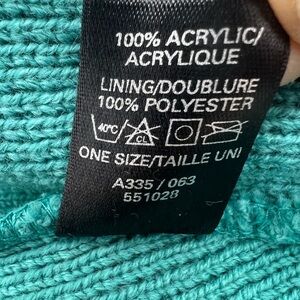 100% ACRYLIC/
ACRYLIQUE
LINING/DOUBLURE
100% POLYESTER
40°C CL
ONE SIZE/TAILLE UNI
A335 / 063
551028